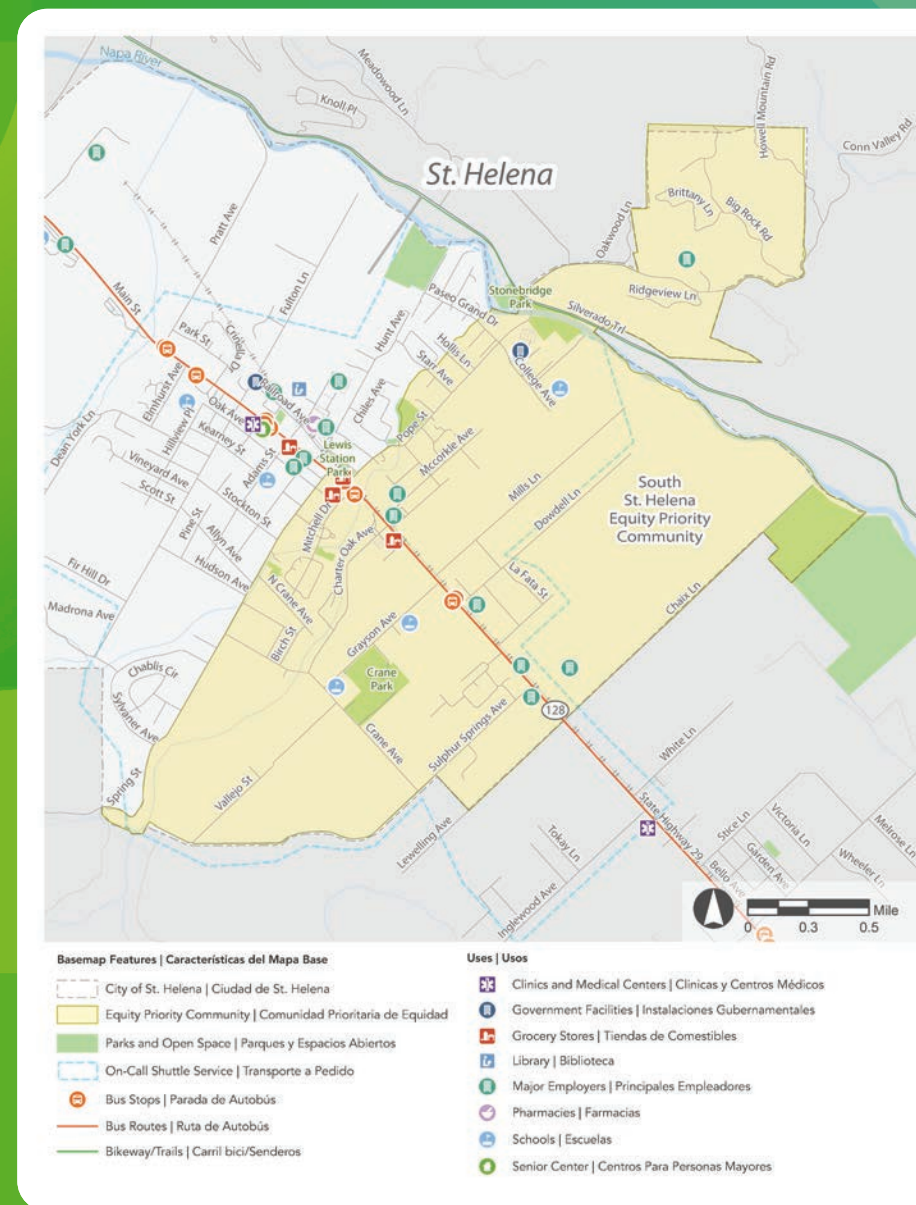 Napa River
Meadowood Ln
Knoll Pl
Howell Mountain Rd
Conn Valley Rd
St. Helena
Brittany Ln
Big Rock Rd
Oakwood Ln
Pratt Ave
Fulton Ln
Ridgeview Ln
Stonebridge
Park
Silverado Trl
Paseo Grand Dr
Main St
Hunt Ave
Hollis Ln
Park St
Crinella Dr
Starr Ave
College Ave
Railroad Ave
Chiles Ave
Elmhurst Ave
Oak Ave
Pope St
Dean York Ln
Hillview Pl
Kearney St
Lewis
Station
Park
Mccorkle Ave
Adams St
Vineyard Ave
Scott St
Stockton St
Mills Ln
South
St. Helena
Equity Priority
Community
Dowdell Ln
Pine St
Allyn Ave
Mitchell Dr
Charter Oak Ave
Hudson Ave
Fir Hill Dr
La Fata St
N Crane Ave
Chaix Ln
Madrona Ave
Birch St
Grayson Ave
Chablis Cir
Crane
Park
Sylvaner Ave
128
Sulphur Springs Ave
Crane Ave
White Ln
Spring St
Vallejo St
State Highway 29
Lewelling Ave
Tokay Ln
Stice Ln
Victoria Ln
Melrose Ln
Garden Ave
Wheeler Ln
Bello Ave
Inglewood Ave
Mile
0 0.3 0.5
Basemap Features | Características del Mapa Base
City of St. Helena | Ciudad de St. Helena
Equity Priority Community | Comunidad Prioritaria de Equidad
Parks and Open Space | Parques y Espacios Abiertos
On-Call Shuttle Service | Transporte a Pedido
Bus Stops | Parada de Autobús
Bus Routes | Ruta de Autobús
Bikeway/Trails | Carril bici/Senderos
Uses | Usos
Clinics and Medical Centers | Clinicas y Centros Médicos
Government Facilities | Instalaciones Gubernamentales
Grocery Stores | Tiendas de Comestibles
Library | Biblioteca
Major Employers | Principales Empleadores
Pharmacies | Farmacias
Schools | Escuelas
Senior Center | Centros Para Personas Mayores